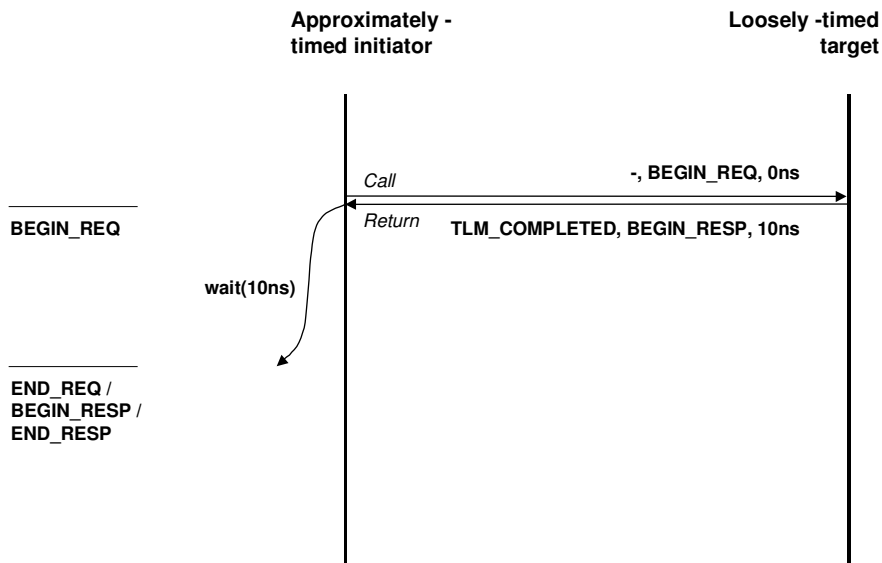 Approximately -
timed initiator
Loosely -timed
target
Call
-, BEGIN_REQ, 0ns
BEGIN_REQ
Return
TLM_COMPLETED, BEGIN_RESP, 10ns
wait(10ns)
END_REQ /
BEGIN_RESP /
END_RESP